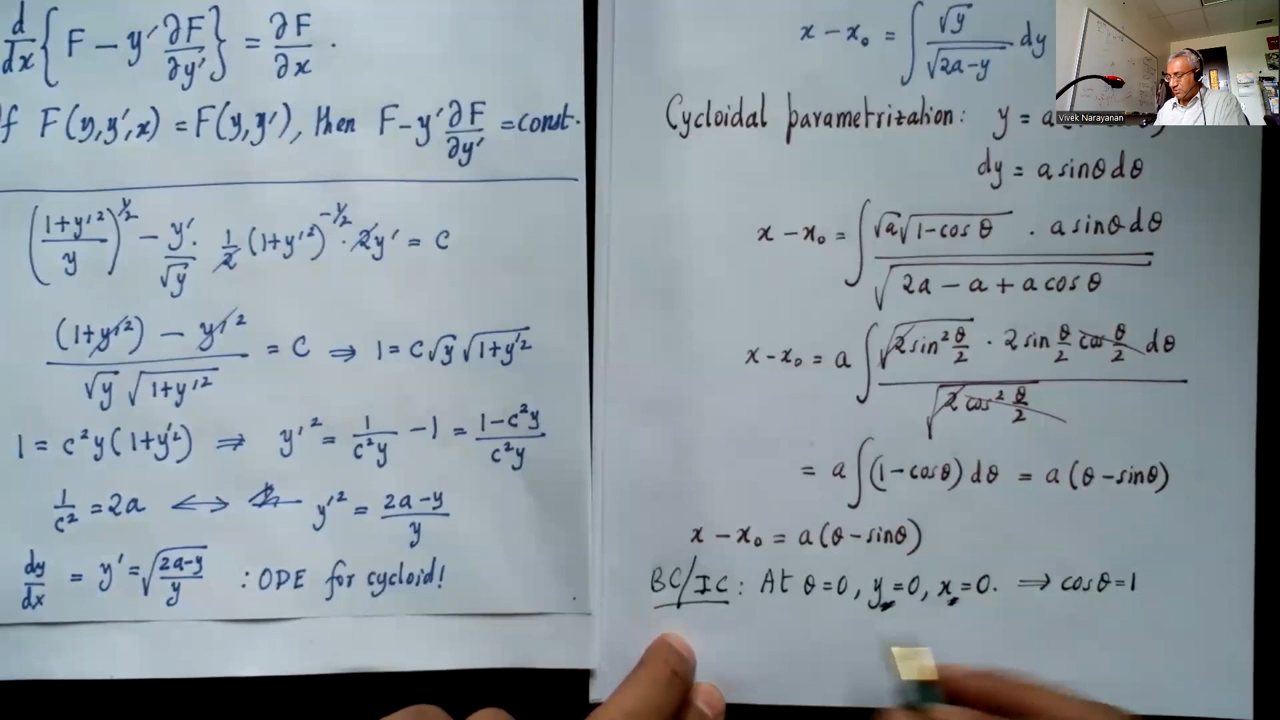 d/dx {F − y′ ∂F/∂y′} = ∂F/∂x .
If F(y,y′,x) = F(y,y′), then F − y′ ∂F/∂y′ = const.
((1+y′²)/y)^½ − y′/√y · 1/2 (1+y′²)^−½ · 2y′ = C
((1+y′²) − y′²)/(√y √(1+y′²)) = C ⇒ 1 = C√y √(1+y′²)
1 = c²y(1+y′²) ⇒ y′² = 1/(c²y) − 1 = (1−c²y)/(c²y)
1/c² = 2a ↔ y′² = (2a−y)/y
dy/dx = y′ = √((2a−y)/y) : ODE for cycloid!
x − x₀ = ∫ √y/√(2a−y) dy
Cycloidal parametrization: y = a
dy = a sinθ dθ
x − x₀ = ∫ (√a √(1−cos θ) · a sinθ dθ)/√(2a − a + a cos θ)
x − x₀ = a ∫ (√(2 sin² θ/2) · 2 sin θ/2 cos θ/2 dθ)/√(2 cos² θ/2)
= a ∫ (1−cosθ) dθ = a(θ−sinθ)
x − x₀ = a(θ−sinθ)
BC/IC : At θ=0, y=0, x=0. ⇒ cosθ=1
Vivek Narayanan